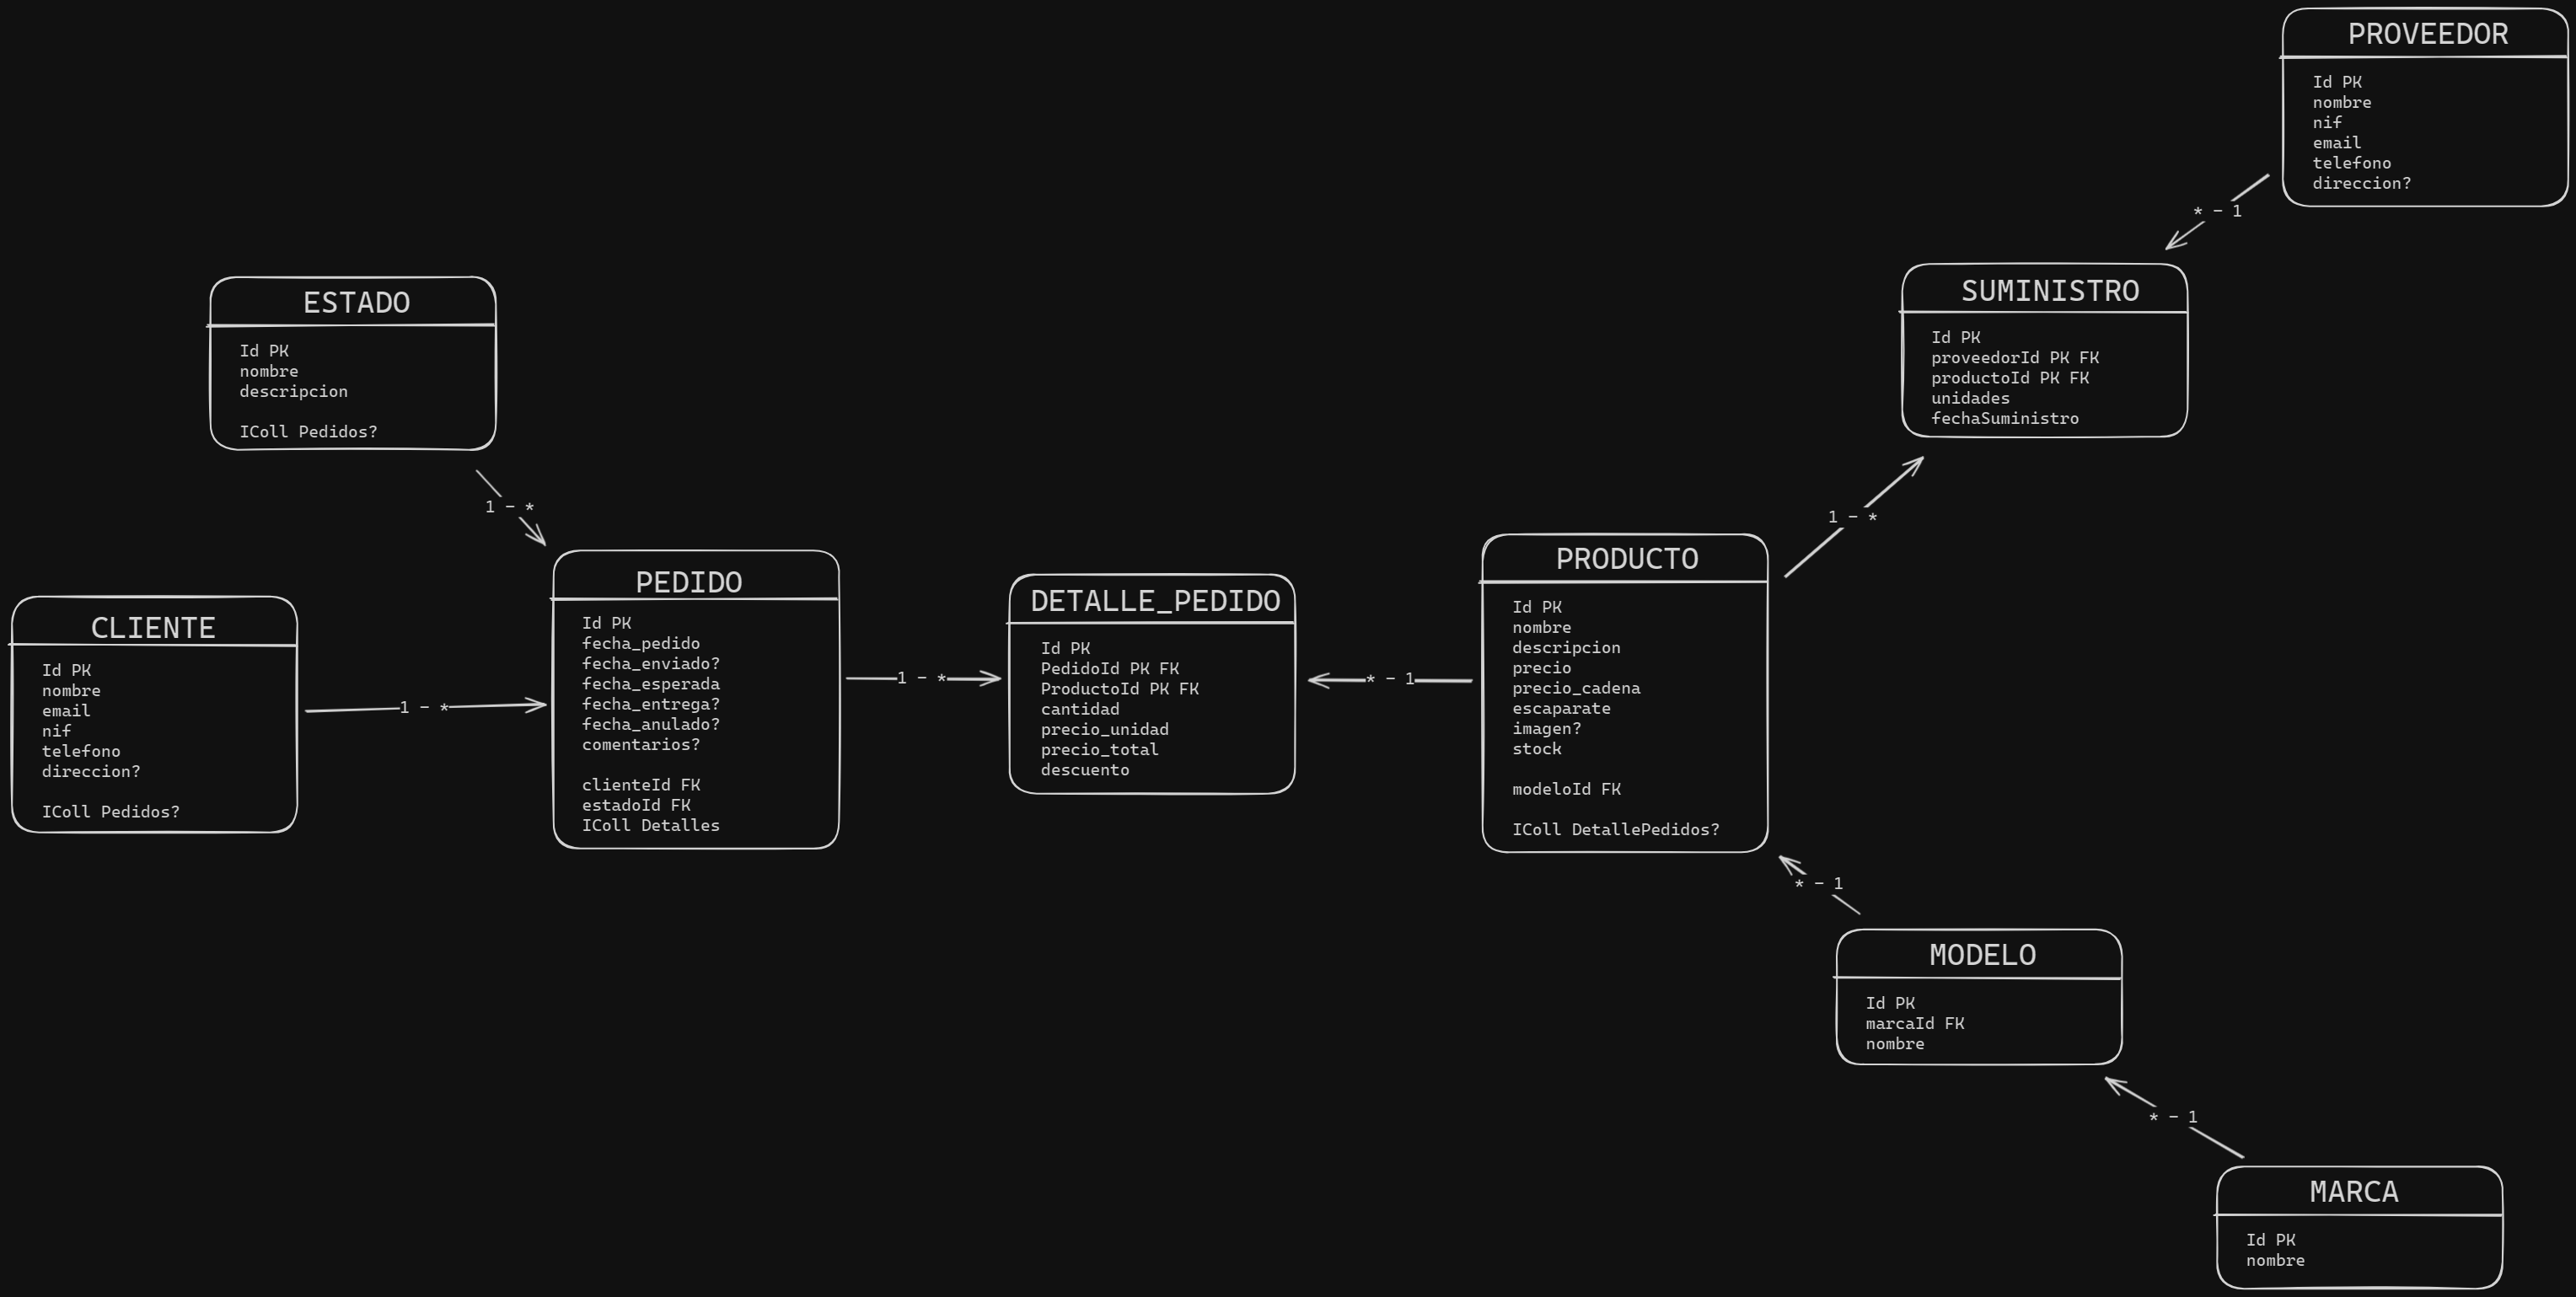 PROVEEDOR
Id PK
nombre
nif
email
telefono
direccion?
* - 1
SUMINISTRO
Id PK
proveedorId PK FK
productoId PK FK
unidades
fechaSuministro
ESTADO
Id PK
nombre
descripcion
IColl Pedidos?
1 - *
1 - *
CLIENTE
Id PK
nombre
email
nif
telefono
direccion?
IColl Pedidos?
1 - *
PEDIDO
Id PK
fecha_pedido
fecha_enviado?
fecha_esperada
fecha_entrega?
fecha_anulado?
comentarios?
clienteId FK
estadoId FK
IColl Detalles
1 - *
DETALLE_PEDIDO
Id PK
PedidoId PK FK
ProductoId PK FK
cantidad
precio_unidad
precio_total
descuento
* - 1
PRODUCTO
Id PK
nombre
descripcion
precio
precio_cadena
escaparate
imagen?
stock
modeloId FK
IColl DetallePedidos?
* - 1
MODELO
Id PK
marcaId FK
nombre
* - 1
MARCA
Id PK
nombre